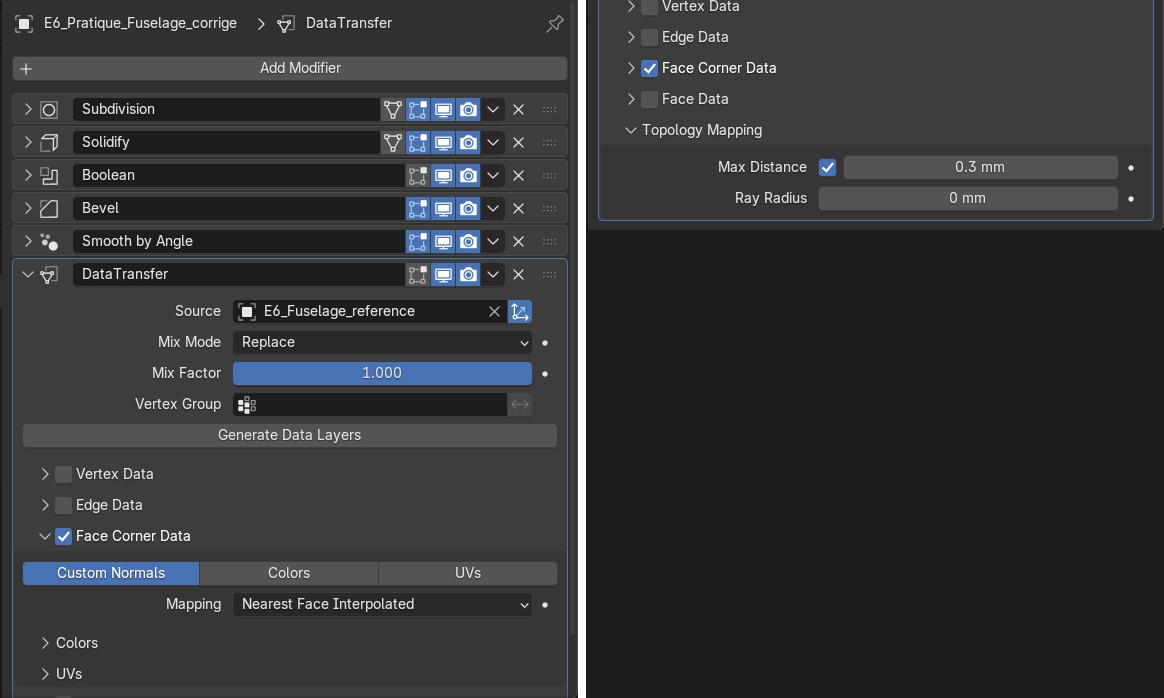 E6_Pratique_Fuselage_corrige > DataTransfer
+ Add Modifier
Subdivision
Solidify
Boolean
Bevel
Smooth by Angle
DataTransfer
Source E6_Fuselage_reference
Mix Mode Replace
Mix Factor 1.000
Vertex Group
Generate Data Layers
Vertex Data
Edge Data
Face Corner Data
Custom Normals Colors UVs
Mapping Nearest Face Interpolated
Colors
UVs
Vertex Data
Edge Data
Face Corner Data
Face Data
Topology Mapping
Max Distance 0.3 mm
Ray Radius 0 mm